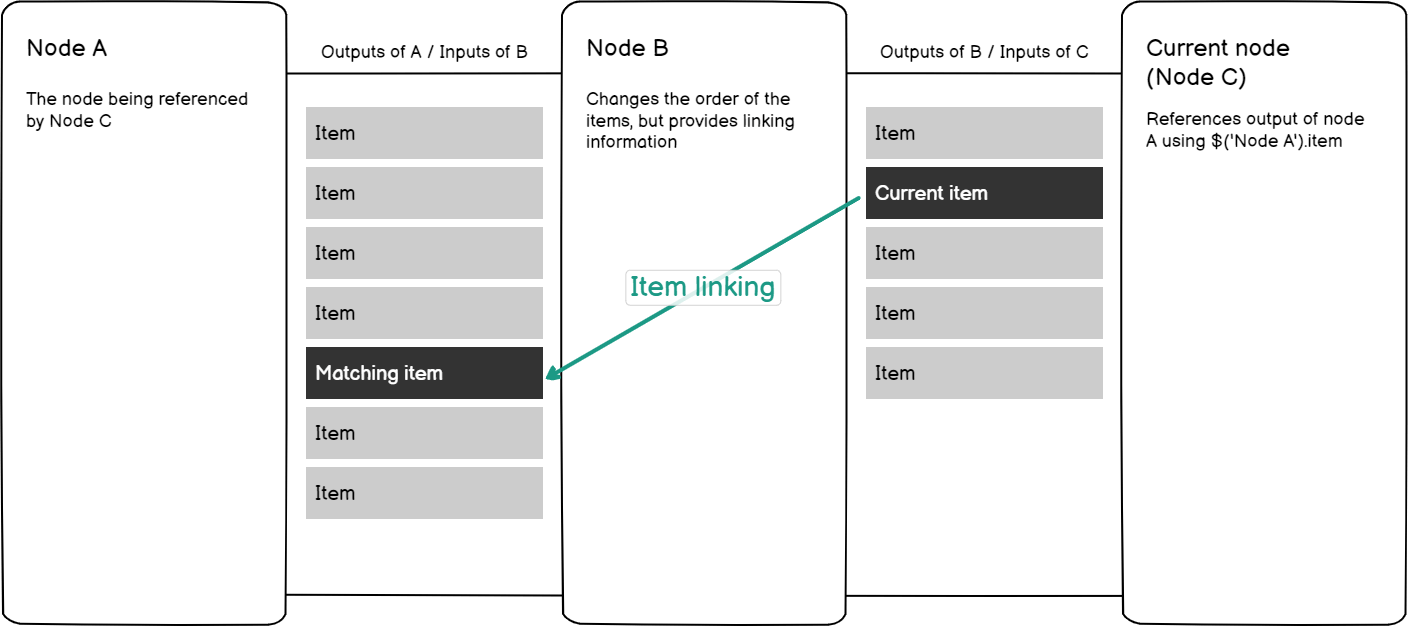 Node A
The node being referenced
by Node C
Outputs of A / Inputs of B
Item
Item
Item
Item
Matching item
Item
Item
Node B
Changes the order of the
items, but provides linking
information
Item linking
Outputs of B / Inputs of C
Item
Current item
Item
Item
Item
Current node
(Node C)
References output of node
A using $('Node A').item